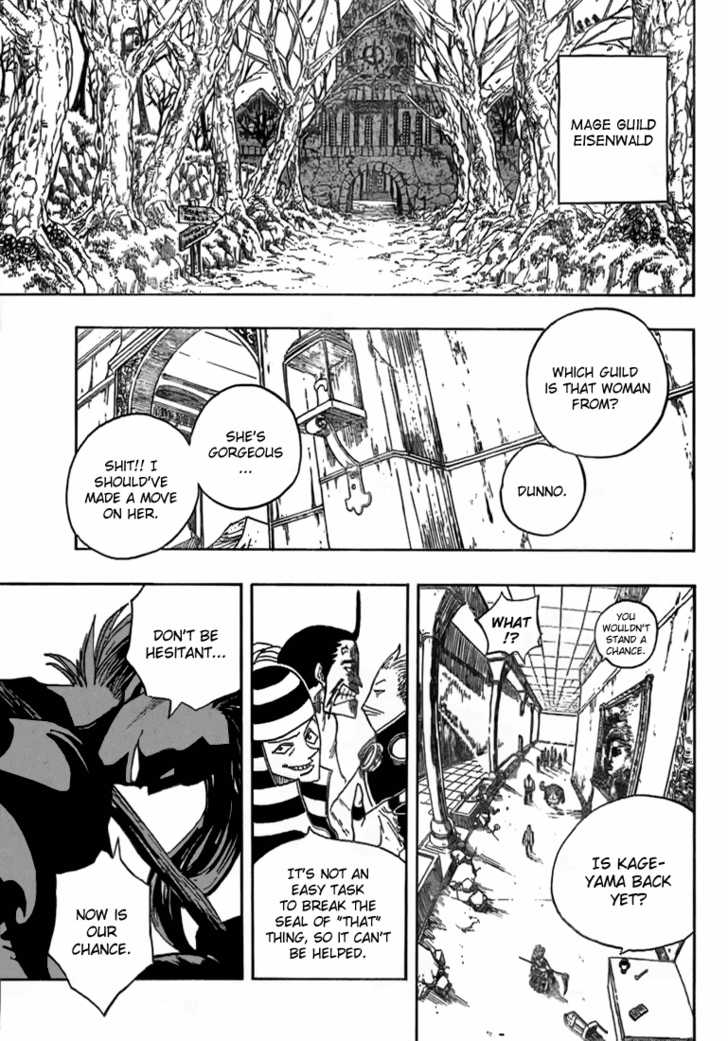 MAGE GUILD
EISENWALD
WHICH GUILD
IS THAT WOMAN
FROM?
DUNNO.
SHE'S
GORGEOUS
...
SHIT!! I
SHOULD'VE
MADE A MOVE
ON HER.
YOU
WOULDN'T
STAND A
CHANCE.
WHAT
!?
IS KAGE-
YAMA BACK
YET?
IT'S NOT AN
EASY TASK
TO BREAK THE
SEAL OF "THAT"
THING, SO IT CAN'T
BE HELPED.
DON'T BE
HESITANT...
NOW IS
OUR
CHANCE.